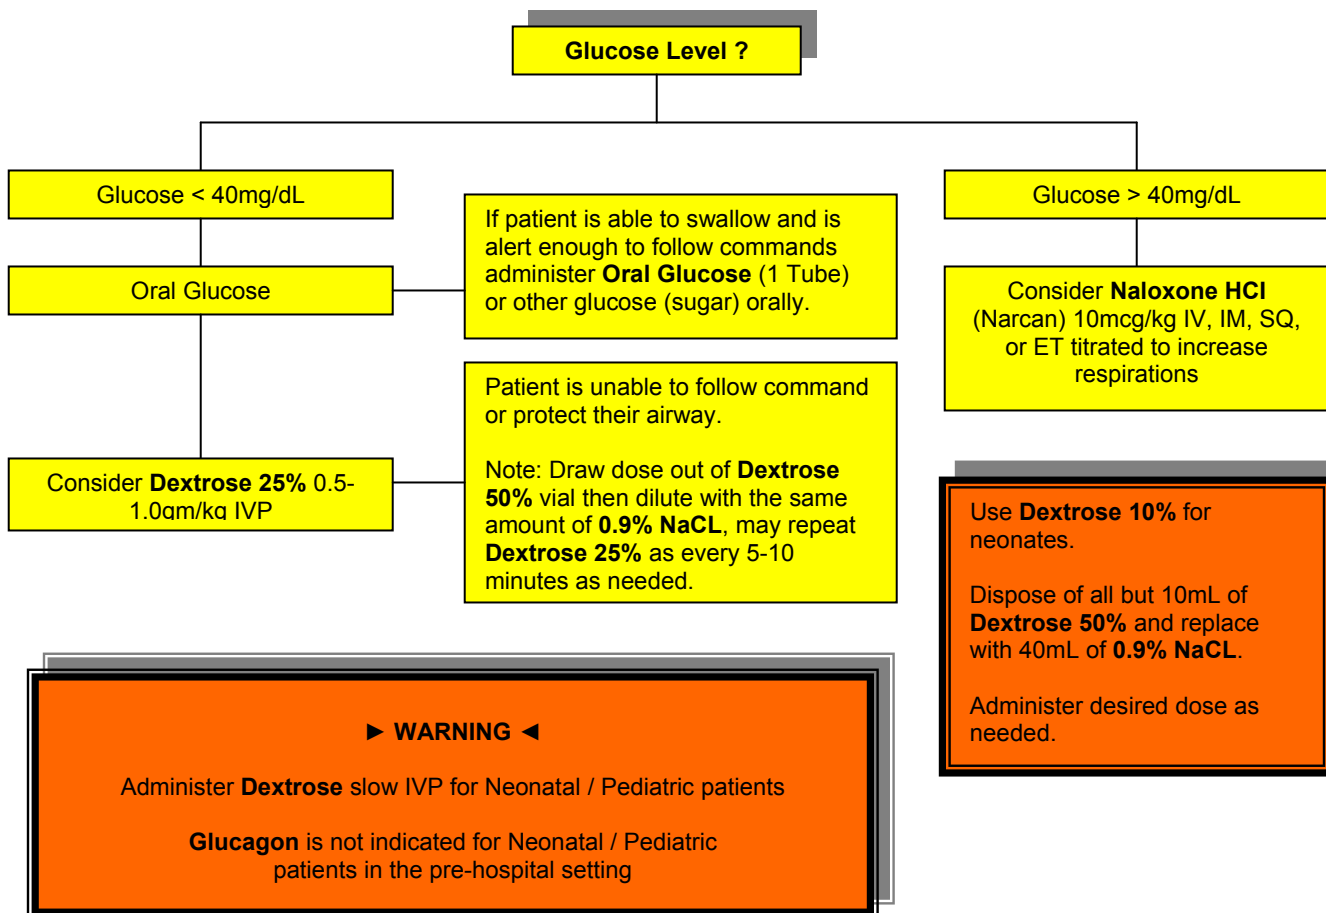 Glucose Level ?
Glucose < 40mg/dL
Glucose > 40mg/dL
If patient is able to swallow and is
alert enough to follow commands
administer Oral Glucose (1 Tube)
or other glucose (sugar) orally.
Oral Glucose
Consider Naloxone HCl
(Narcan) 10mcg/kg IV, IM, SQ,
or ET titrated to increase
respirations
Patient is unable to follow command
or protect their airway.
Note: Draw dose out of Dextrose
50% vial then dilute with the same
amount of 0.9% NaCL, may repeat
Dextrose 25% as every 5-10
minutes as needed.
Consider Dextrose 25% 0.5-
1.0gm/kg IVP
Use Dextrose 10% for
neonates.
Dispose of all but 10mL of
Dextrose 50% and replace
with 40mL of 0.9% NaCL.
Administer desired dose as
needed.
► WARNING ◄
Administer Dextrose slow IVP for Neonatal / Pediatric patients
Glucagon is not indicated for Neonatal / Pediatric
patients in the pre-hospital setting